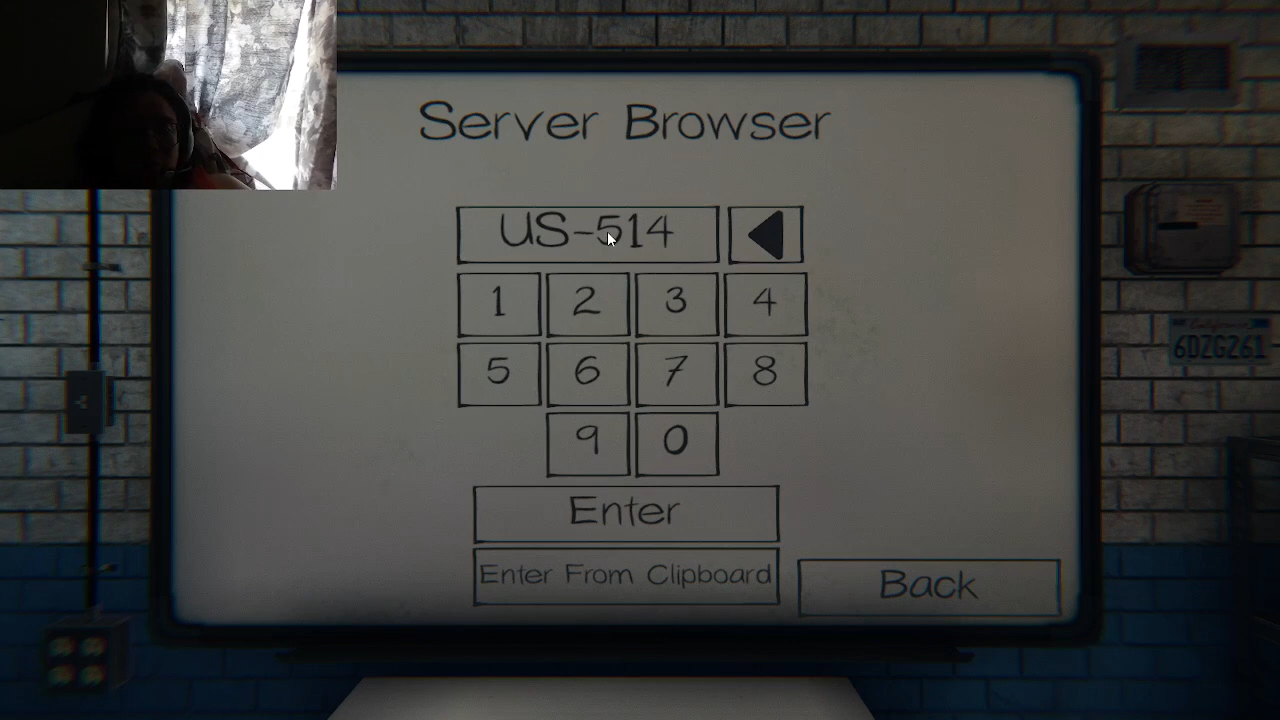 Server Browser
US-514
1 2 3 4
5 6 7 8
9 0
Enter
Enter From Clipboard
Back
California
6DZG261